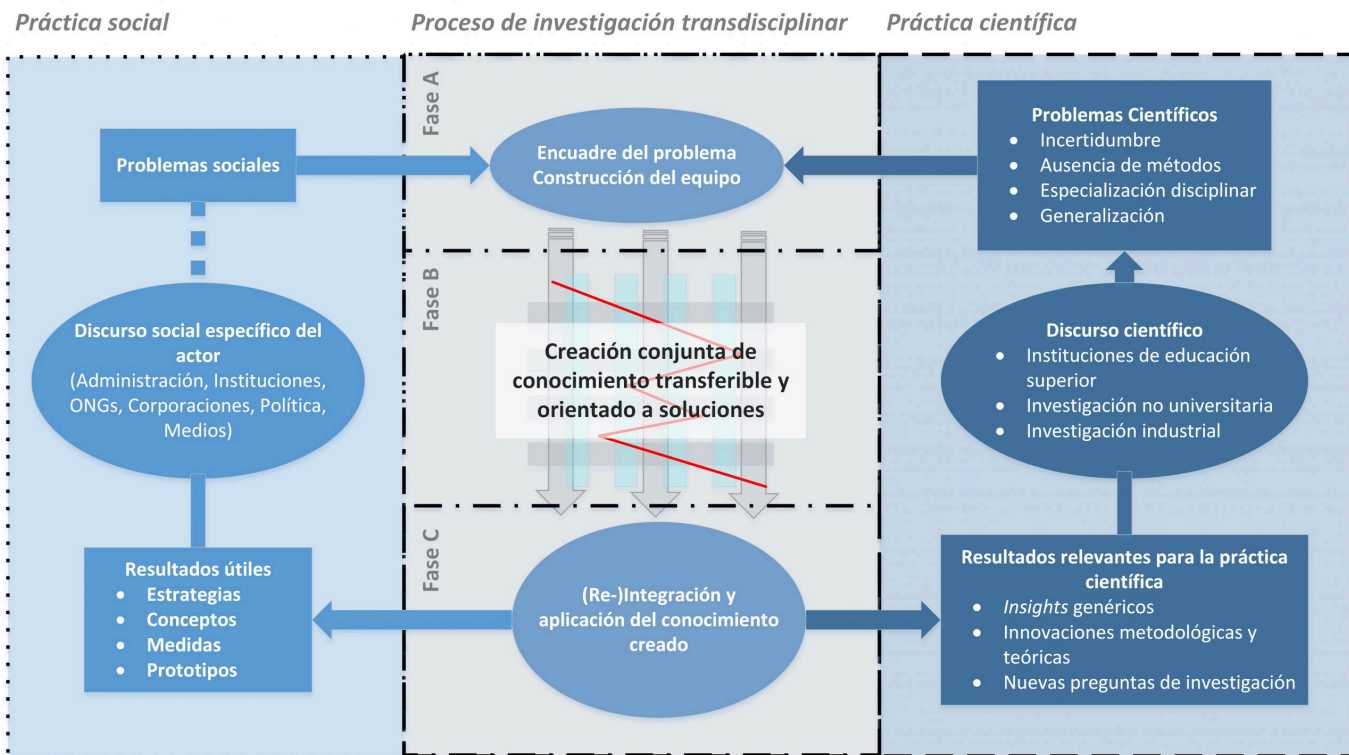 Práctica social
Proceso de investigación transdisciplinar
Práctica científica
Fase A
Problemas sociales
Encuadre del problema
Construcción del equipo
Problemas Científicos
• Incertidumbre
• Ausencia de métodos
• Especialización disciplinar
• Generalización
Fase B
Discurso social específico del
actor
(Administración, Instituciones,
ONGs, Corporaciones, Política,
Medios)
Creación conjunta de
conocimiento transferible y
orientado a soluciones
Discurso científico
• Instituciones de educación
superior
• Investigación no universitaria
• Investigación industrial
Fase C
Resultados útiles
• Estrategias
• Conceptos
• Medidas
• Prototipos
(Re-)Integración y
aplicación del conocimiento
creado
Resultados relevantes para la práctica
científica
• Insights genéricos
• Innovaciones metodológicas y
teóricas
• Nuevas preguntas de investigación